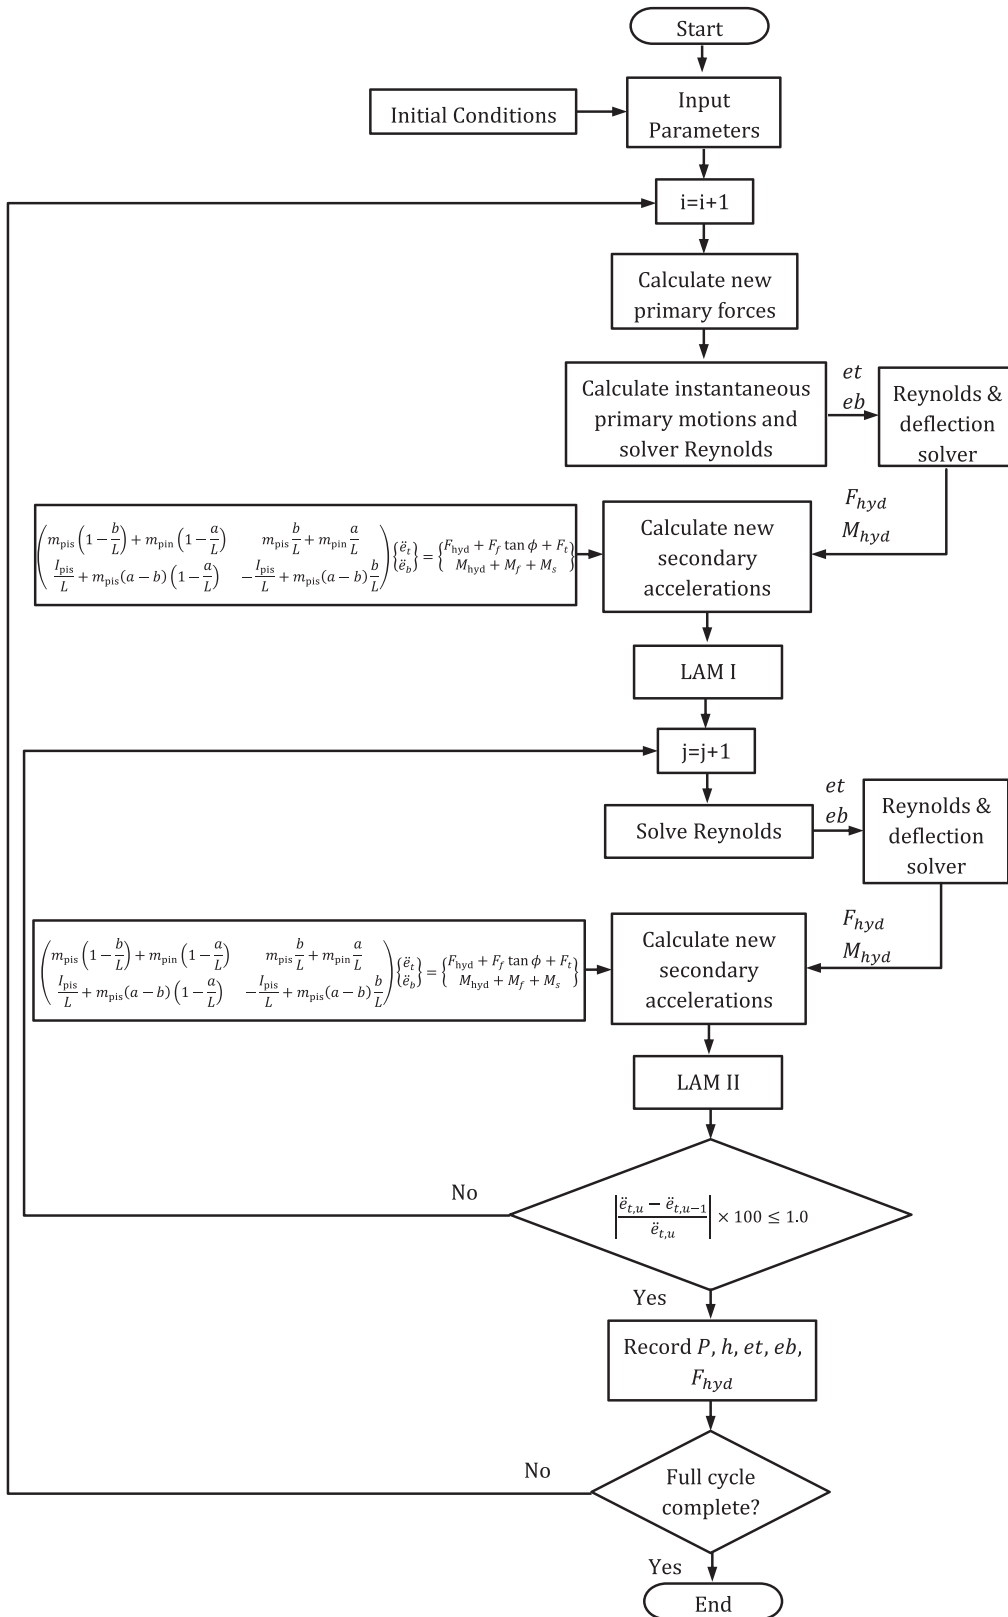 Start
Initial Conditions
Input
Parameters
i=i+1
Calculate new
primary forces
Calculate instantaneous
primary motions and
solver Reynolds
et
eb
Reynolds &
deflection
solver
F_hyd
M_hyd
(m_pis (1 − b/L) + m_pin (1 − a/L)   m_pis b/L + m_pin a/L
I_pis/L + m_pis(a − b) (1 − a/L)   −I_pis/L + m_pis(a − b) b/L) {ë_t ë_b} = {F_hyd + F_f tan ϕ + F_t
M_hyd + M_f + M_s}
Calculate new
secondary
accelerations
LAM I
j=j+1
Solve Reynolds
et
eb
Reynolds &
deflection
solver
F_hyd
M_hyd
(m_pis (1 − b/L) + m_pin (1 − a/L)   m_pis b/L + m_pin a/L
I_pis/L + m_pis(a − b) (1 − a/L)   −I_pis/L + m_pis(a − b) b/L) {ë_t ë_b} = {F_hyd + F_f tan ϕ + F_t
M_hyd + M_f + M_s}
Calculate new
secondary
accelerations
LAM II
No
|(ë_t,u − ë_t,u−1)/ë_t,u| × 100 ≤ 1.0
Yes
Record P, h, et, eb,
F_hyd
No
Full cycle
complete?
Yes
End